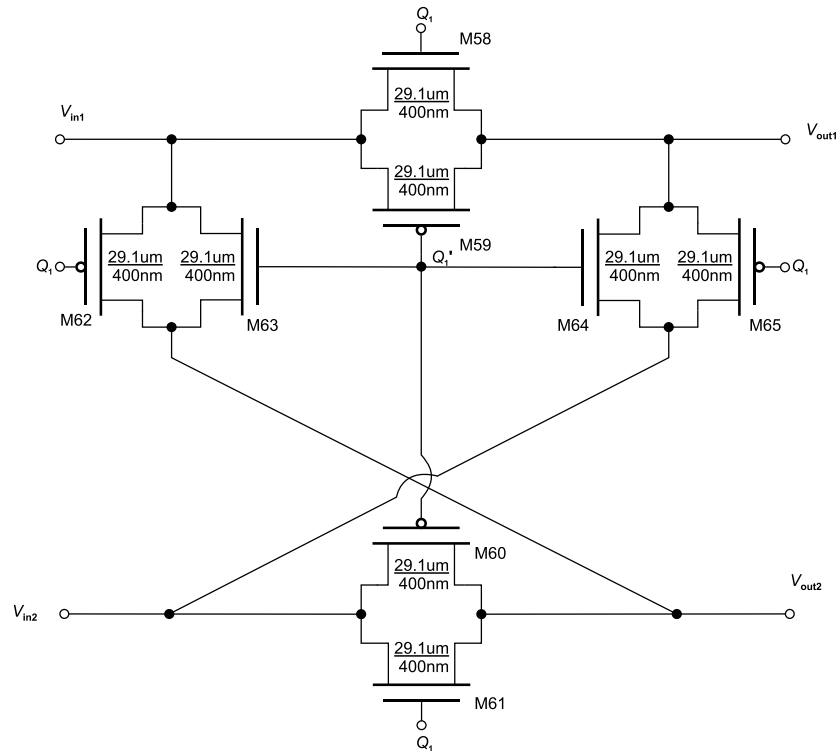 Q1
M58
29.1um
400nm
Vin1
Vout1
29.1um
400nm
M59
Q1'
Q1
29.1um
400nm
29.1um
400nm
M62
M63
29.1um
400nm
29.1um
400nm
Q1
M64
M65
M60
29.1um
400nm
Vin2
Vout2
29.1um
400nm
M61
Q1